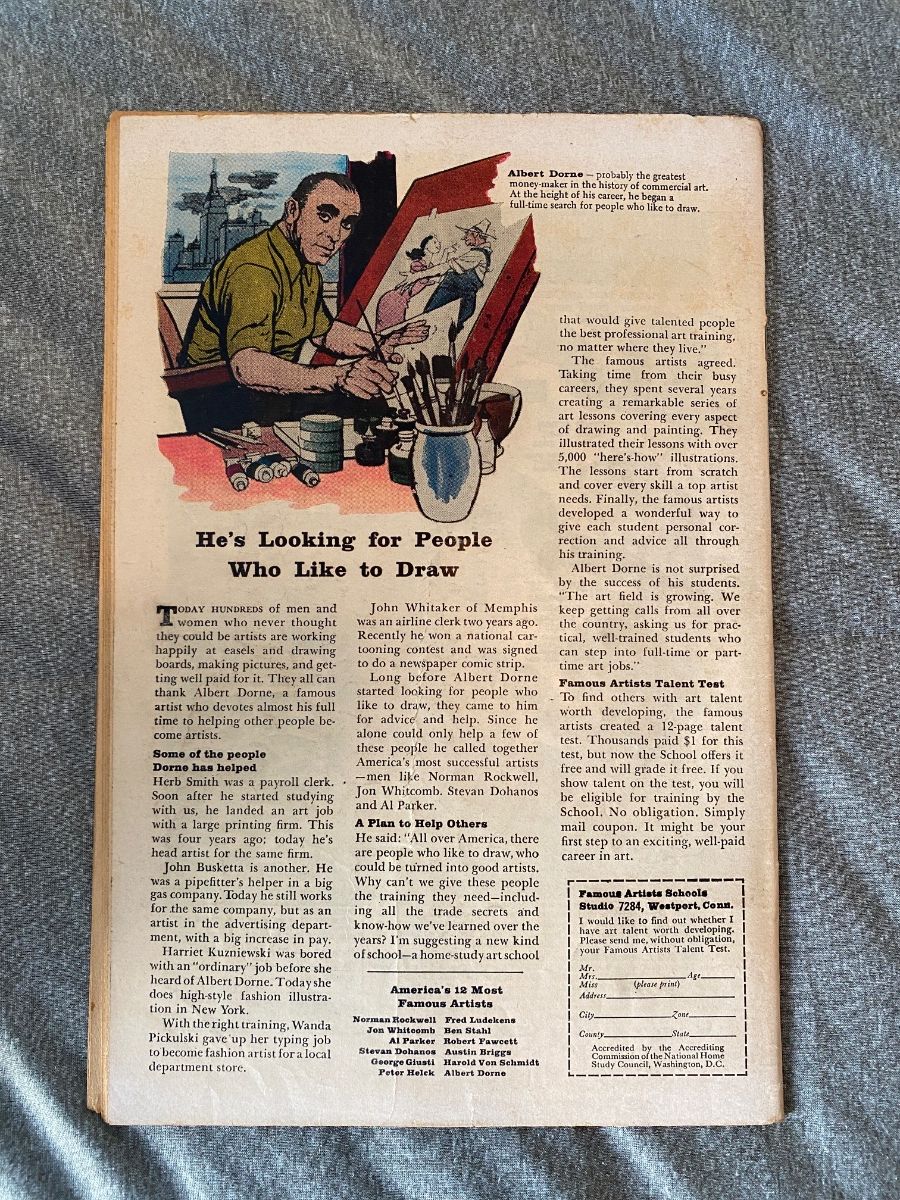 Albert Dorne — probably the greatest
money-maker in the history of commercial art.
At the height of his career, he began a
full-time search for people who like to draw.
He's Looking for People
Who Like to Draw
TODAY HUNDREDS of men and
women who never thought
they could be artists are working
happily at easels and drawing
boards, making pictures, and get-
ting well paid for it. They all can
thank Albert Dorne, a famous
artist who devotes almost his full
time to helping other people be-
come artists.
Some of the people
Dorne has helped
Herb Smith was a payroll clerk.
Soon after he started studying
with us, he landed an art job
with a large printing firm. This
was four years ago; today he's
head artist for the same firm.
John Busketta is another. He
was a pipefitter's helper in a big
gas company. Today he still works
for the same company, but as an
artist in the advertising depart-
ment, with a big increase in pay.
Harriet Kuzniewski was bored
with an "ordinary" job before she
heard of Albert Dorne. Today she
does high-style fashion illustra-
tion in New York.
With the right training, Wanda
Pickulski gave up her typing job
to become fashion artist for a local
department store.
John Whitaker of Memphis
was an airline clerk two years ago.
Recently he won a national car-
tooning contest and was signed
to do a newspaper comic strip.
Long before Albert Dorne
started looking for people who
like to draw, they came to him
for advice and help. Since he
alone could only help a few of
these people he called together
America's most successful artists
—men like Norman Rockwell,
Jon Whitcomb, Stevan Dohanos
and Al Parker.
A Plan to Help Others
He said: "All over America, there
are people who like to draw, who
could be turned into good artists.
Why can't we give these people
the training they need—includ-
ing all the trade secrets and
know-how we've learned over the
years? I'm suggesting a new kind
of school—a home-study art school
America's 12 Most
Famous Artists
Norman Rockwell Fred Ludekens
Jon Whitcomb Ben Stahl
Al Parker Robert Fawcett
Stevan Dohanos Austin Briggs
George Giusti Harold Von Schmidt
Peter Helck Albert Dorne
that would give talented people
the best professional art training,
no matter where they live."
The famous artists agreed.
Taking time from their busy
careers, they spent several years
creating a remarkable series of
art lessons covering every aspect
of drawing and painting. They
illustrated their lessons with over
5,000 "here's-how" illustrations.
The lessons start from scratch
and cover every skill a top artist
needs. Finally, the famous artists
developed a wonderful way to
give each student personal cor-
rection and advice all through
his training.
Albert Dorne is not surprised
by the success of his students.
"The art field is growing. We
keep getting calls from all over
the country, asking us for prac-
tical, well-trained students who
can step into full-time or part-
time art jobs."
Famous Artists Talent Test
To find others with art talent
worth developing, the famous
artists created a 12-page talent
test. Thousands paid $1 for this
test, but now the School offers it
free and will grade it free. If you
show talent on the test, you will
be eligible for training by the
School. No obligation. Simply
mail coupon. It might be your
first step to an exciting, well-paid
career in art.
Famous Artists Schools
Studio 7284, Westport, Conn.
I would like to find out whether I
have art talent worth developing.
Please send me, without obligation,
your Famous Artists Talent Test.
Mr.
Mrs. Age
Miss (please print)
Address
City Zone
County State
Accredited by the Accrediting
Commission of the National Home
Study Council, Washington, D.C.